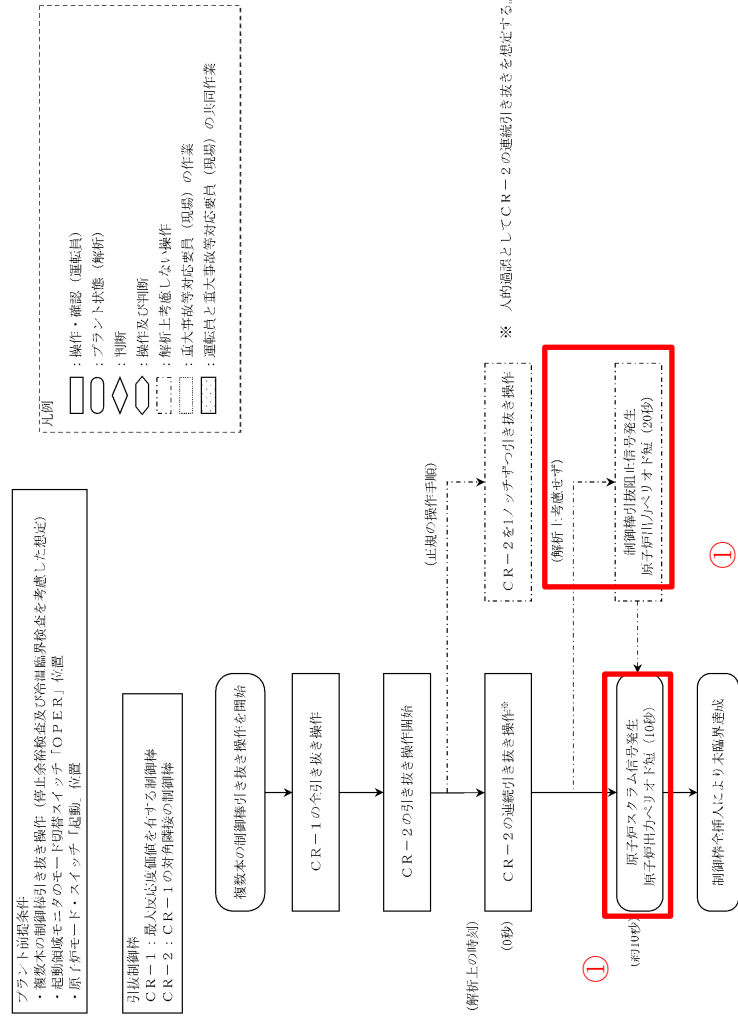 プラント前提条件
・複数本の制御棒引き抜き操作（停止余裕検査及び冷温臨界検査を考慮した想定）
・起動領域モニタのモード切替スイッチ「ＯＰＥＲ」位置
・原子炉モード・スイッチ「起動」位置
引抜制御棒
ＣＲ－１：最大反応度価値を有する制御棒
ＣＲ－２：ＣＲ－１の対角隣接の制御棒
凡例
：操作・確認（運転員）
：プラント状態（解析）
：判断
：操作及び判断
：解析上考慮しない操作
：重大事故等対応要員（現場）の作業
：運転員と重大事故等対応要員（現場）の共同作業
複数本の制御棒引き抜き操作を開始
ＣＲ－１の全引き抜き操作
ＣＲ－２の引き抜き操作開始
（正規の操作手順）
（解析上の時刻）
（0秒）
ＣＲ－２の連続引き抜き操作※
ＣＲ－２を1ノッチずつ引き抜き操作
※　人的過誤としてＣＲ－２の連続引き抜きを想定する。
（解析上考慮せず）
制御棒引抜阻止信号発生
原子炉出力ペリオド短（20秒）
①
（約10秒）
原子炉スクラム信号発生
原子炉出力ペリオド短（10秒）
①
制御棒全挿入により未臨界達成